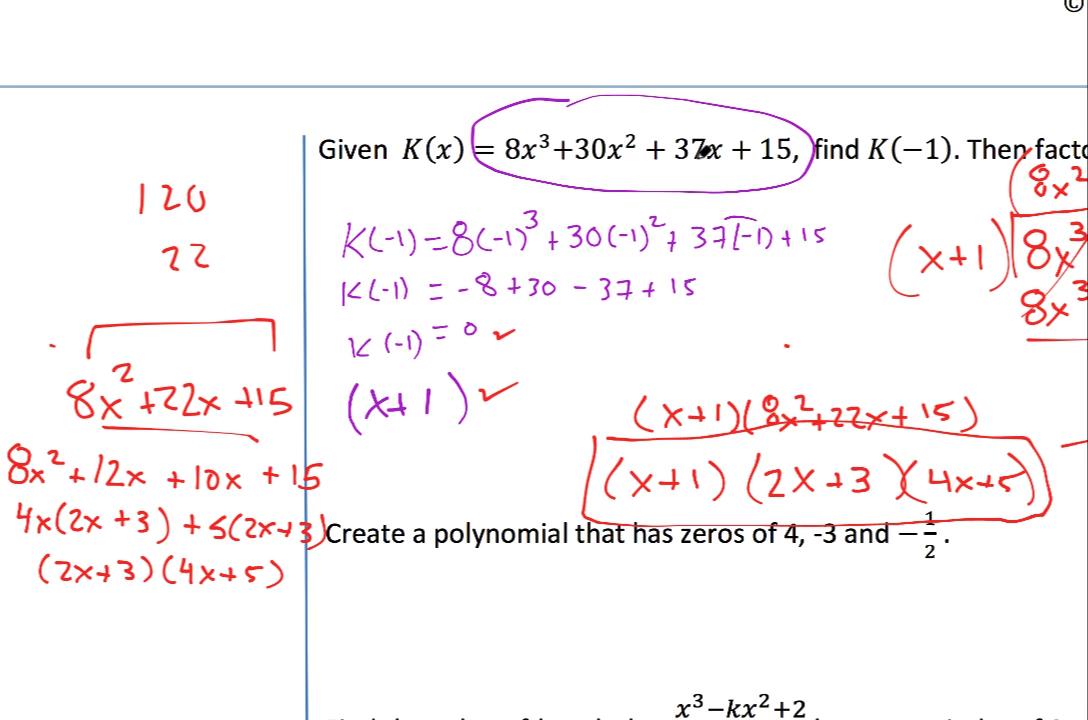 ©
Given K(x) = 8x³+30x² + 37x + 15, find K(−1). Then
120
22
K(-1) = 8(-1)³ + 30(-1)² + 37(-1) + 15
K(-1) = -8 + 30 - 37 + 15
K(-1) = 0 ✓
(x+1) ✓
8x²
(x+1) 8x³
8x³
8x² + 22x + 15
8x² + 12x + 10x + 15
4x(2x + 3) + 5(2x+3)
(2x+3)(4x+5)
(x+1)(8x²+22x+15)
(x+1)(2x+3)(4x+5)
Create a polynomial that has zeros of 4, -3 and −1/2.
x³−kx²+2